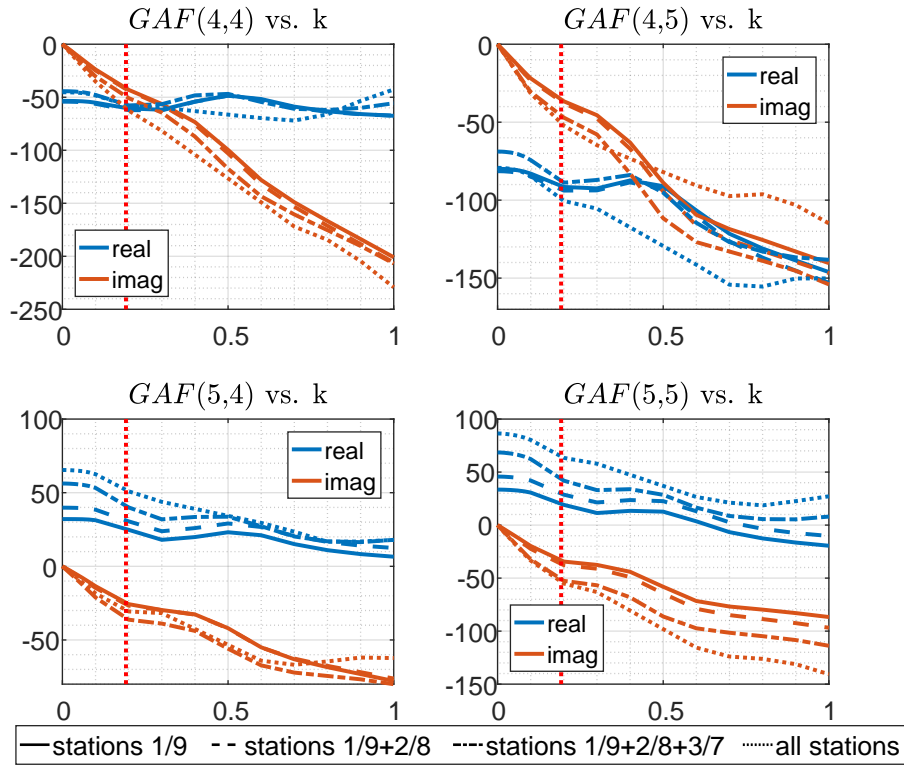 GAF(4,4) vs. k
GAF(4,5) vs. k
0
-50
-100
-150
-200
-250
0
0.5
1
real
imag
0
-50
-100
-150
0
0.5
1
real
imag
GAF(5,4) vs. k
GAF(5,5) vs. k
100
50
0
-50
0
0.5
1
real
imag
100
50
0
-50
-100
-150
0
0.5
1
real
imag
stations 1/9 stations 1/9+2/8 stations 1/9+2/8+3/7 all stations